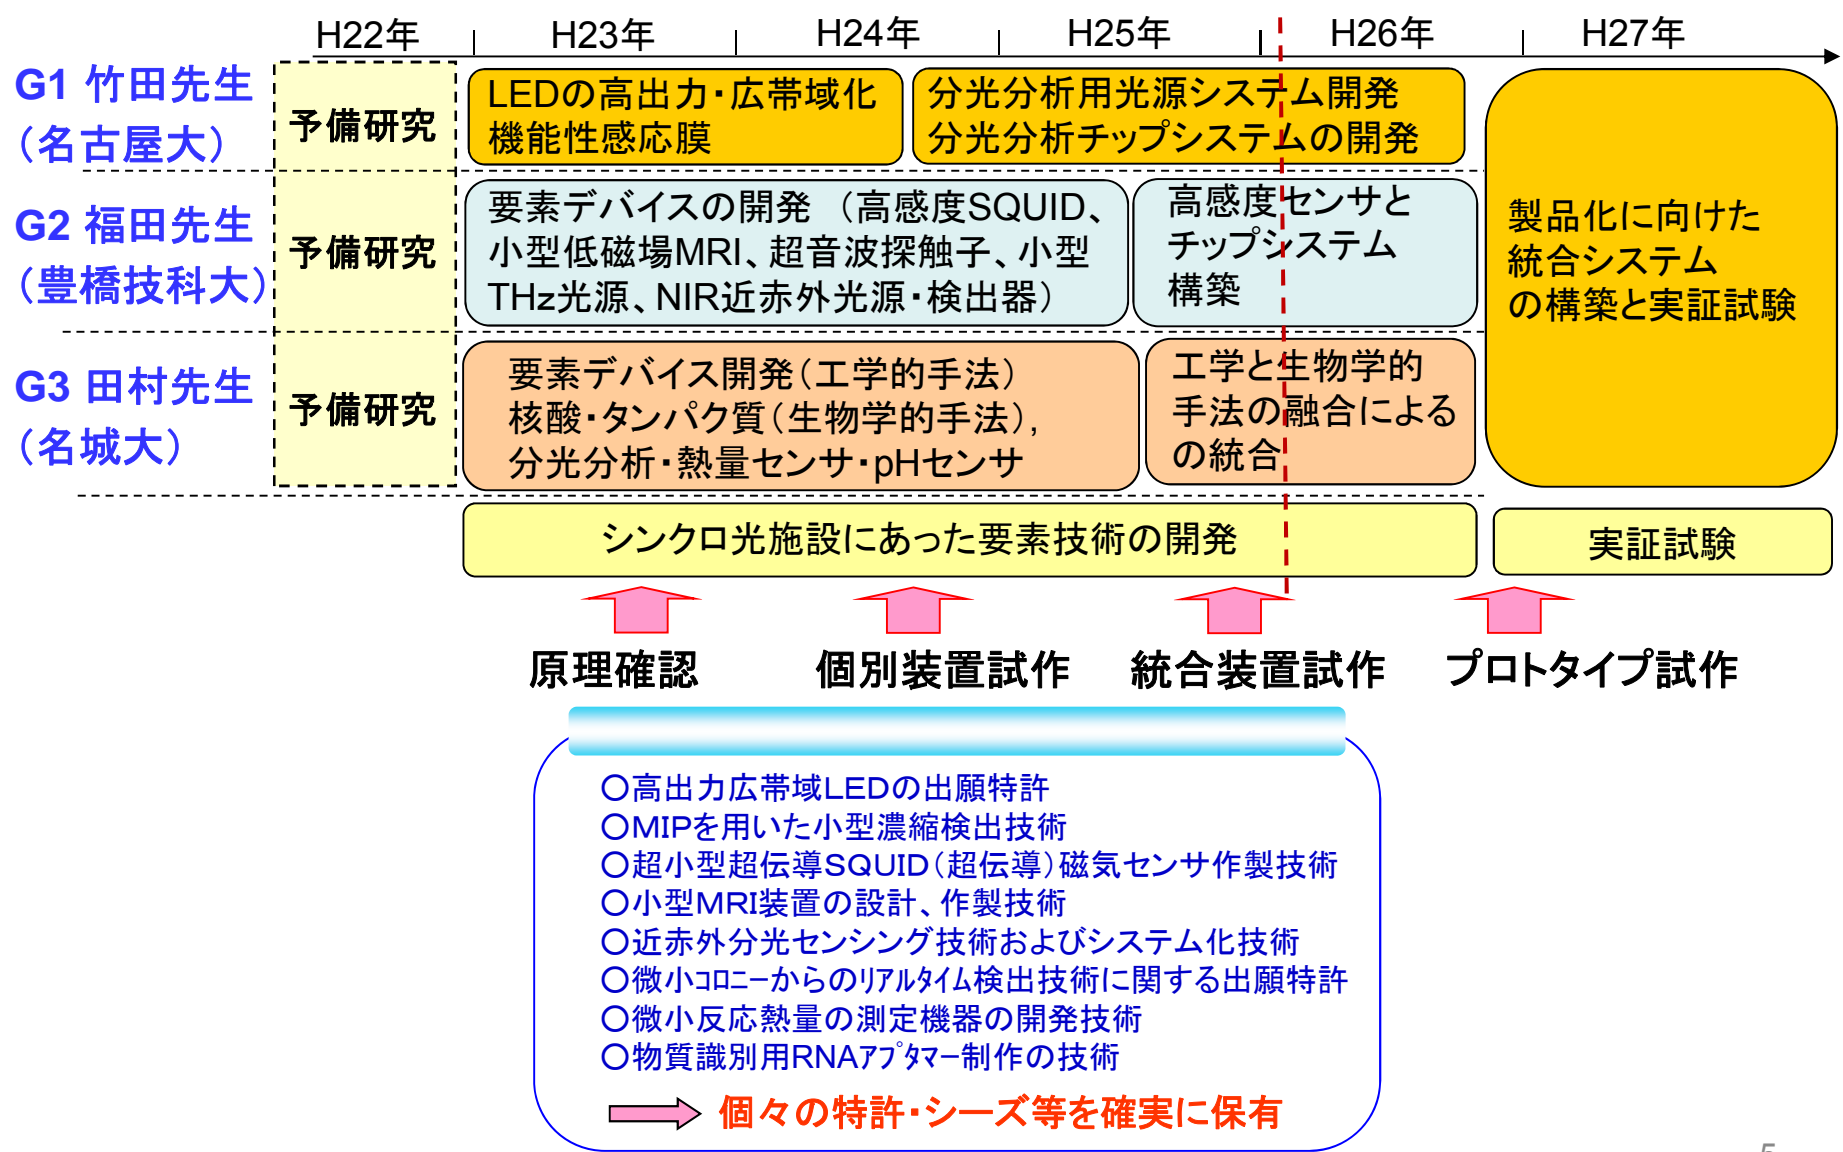 H22年 H23年 H24年 H25年 H26年 H27年
G1 竹田先生
（名古屋大）
予備研究
LEDの高出力・広帯域化
機能性感応膜
分光分析用光源システム開発
分光分析チップシステムの開発
G2 福田先生
（豊橋技科大）
予備研究
要素デバイスの開発 （高感度SQUID、
小型低磁場MRI、超音波探触子、小型
THz光源、NIR近赤外光源・検出器）
高感度センサと
チップシステム
構築
製品化に向けた
統合システム
の構築と実証試験
G3 田村先生
（名城大）
予備研究
要素デバイス開発（工学的手法）
核酸・タンパク質（生物学的手法）,
分光分析・熱量センサ・pHセンサ
工学と生物学的
手法の融合による
の統合
シンクロ光施設にあった要素技術の開発
実証試験
原理確認 個別装置試作 統合装置試作 プロトタイプ試作
○高出力広帯域LEDの出願特許
○MIPを用いた小型濃縮検出技術
○超小型超伝導SQUID（超伝導）磁気センサ作製技術
○小型MRI装置の設計、作製技術
○近赤外分光センシング技術およびシステム化技術
○微小ｺﾛﾆｰからのﾘｱﾙﾀｲﾑ検出技術に関する出願特許
○微小反応熱量の測定機器の開発技術
○物質識別用RNAｱﾌﾟﾀﾏｰ制作の技術
個々の特許・シーズ等を確実に保有
5